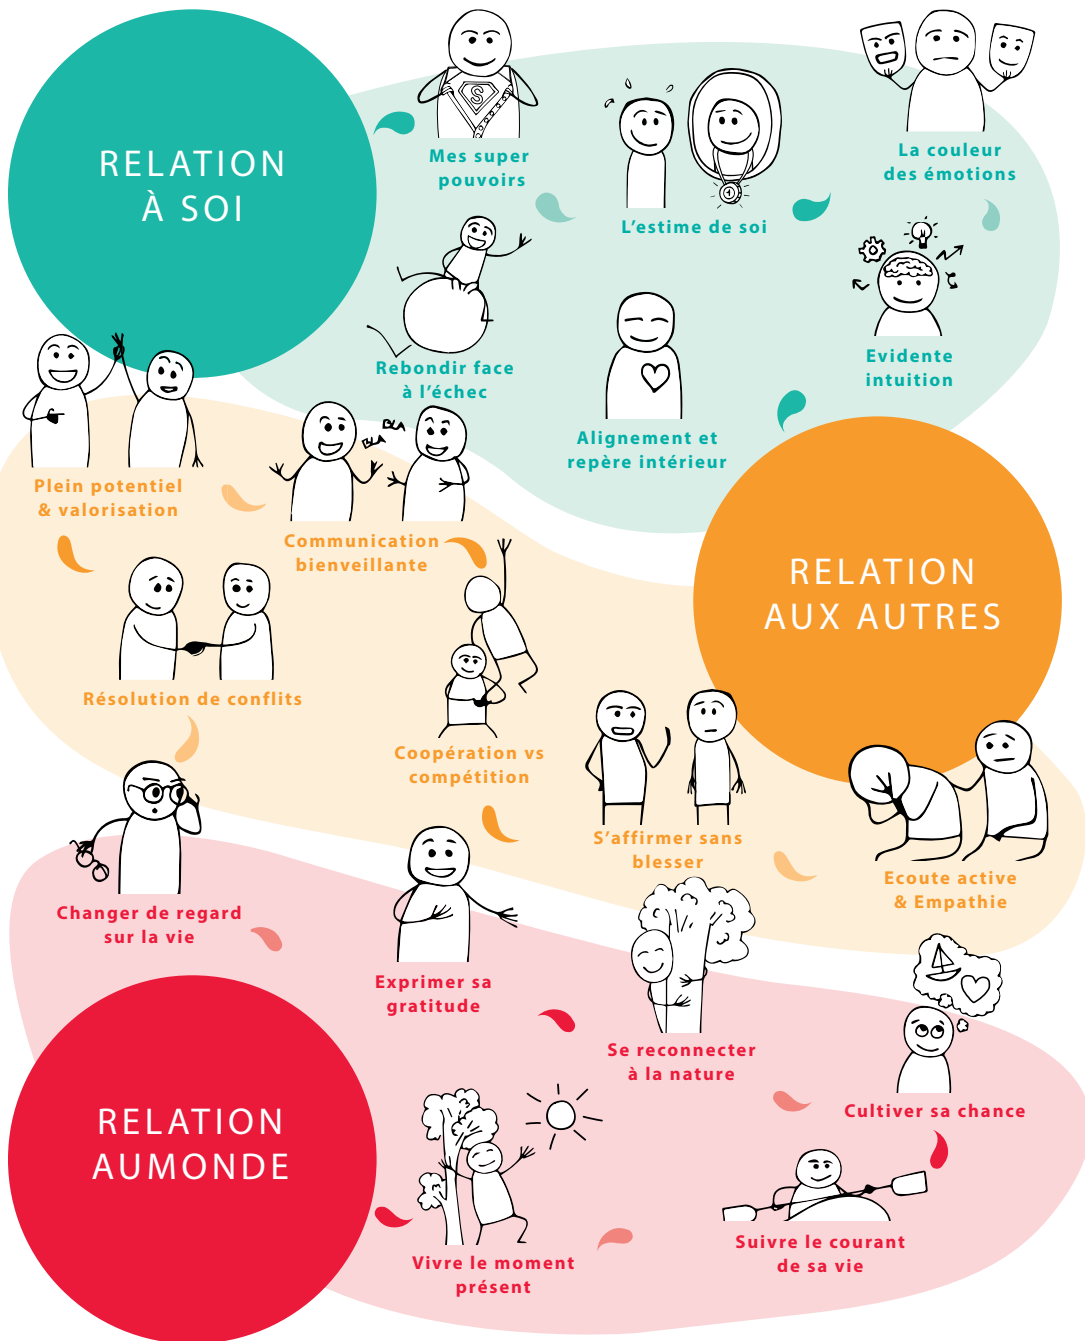 RELATION
À SOI
Mes super
pouvoirs
S
L'estime de soi
1
La couleur
des émotions
Evidente
intuition
Alignement et
repère intérieur
Rebondir face
à l'échec
RELATION
AUX AUTRES
Plein potentiel
& valorisation
BLA
BLA
Communication
bienveillante
Résolution de conflits
Coopération vs
compétition
S'affirmer sans
blesser
Ecoute active
& Empathie
RELATION
AUMONDE
Changer de regard
sur la vie
Exprimer sa
gratitude
Se reconnecter
à la nature
Cultiver sa chance
Suivre le courant
de sa vie
Vivre le moment
présent